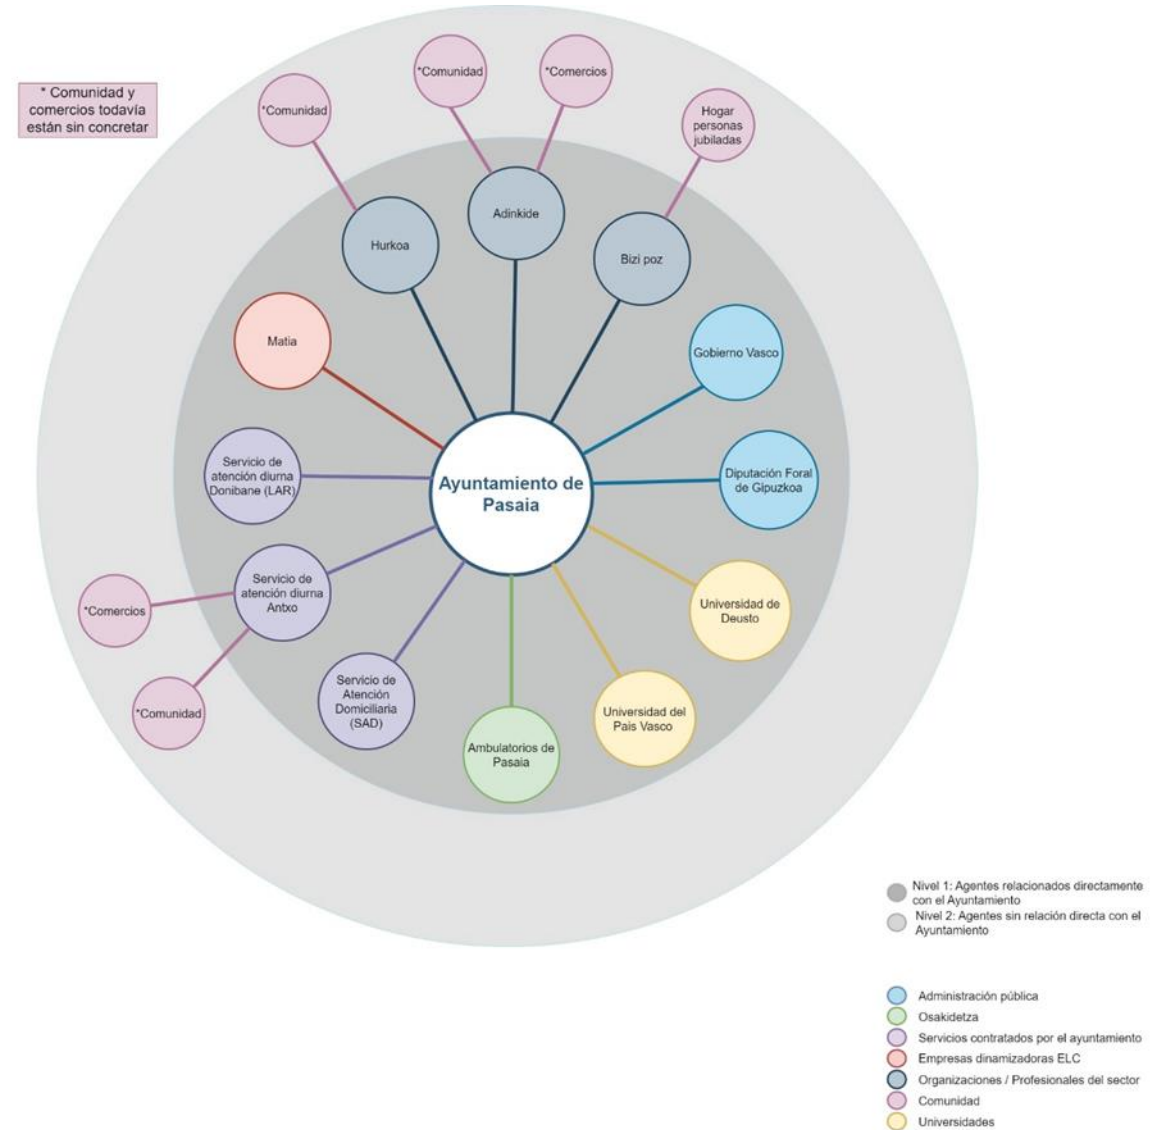 * Comunidad y
comercios todavía
están sin concretar
*Comunidad
*Comunidad
*Comercios
Hogar
personas
jubiladas
Hurkoa
Adinkide
Bizi poz
Matia
Gobierno Vasco
Servicio de
atención diurna
Donibane (LAR)
Ayuntamiento de
Pasaia
Diputación Foral
de Gipuzkoa
*Comercios
Servicio de
atención diurna
Antxo
Universidad de
Deusto
*Comunidad
Servicio de
Atención
Domiciliaria
(SAD)
Ambulatorios de
Pasaia
Universidad del
Pais Vasco
Nivel 1: Agentes relacionados directamente
con el Ayuntamiento
Nivel 2: Agentes sin relación directa con el
Ayuntamiento
Administración pública
Osakidetza
Servicios contratados por el ayuntamiento
Empresas dinamizadoras ELC
Organizaciones / Profesionales del sector
Comunidad
Universidades